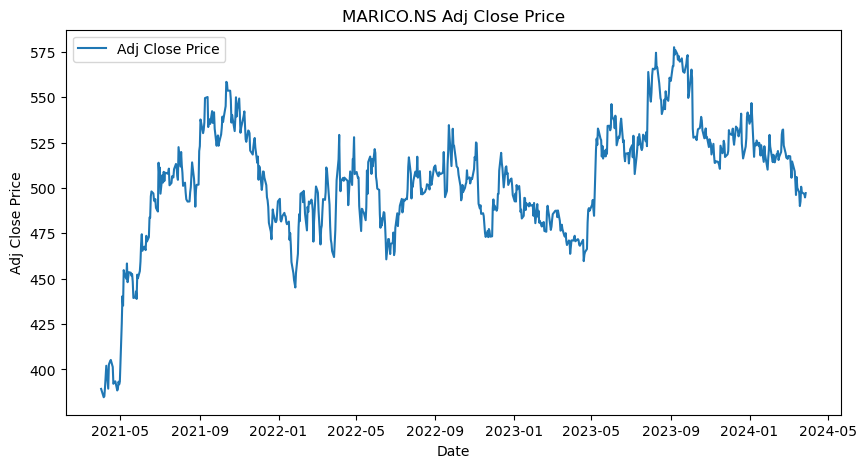 MARICO.NS Adj Close Price
Adj Close Price
Adj Close Price
575
550
525
500
475
450
425
400
2021-05 2021-09 2022-01 2022-05 2022-09 2023-01 2023-05 2023-09 2024-01 2024-05
Date